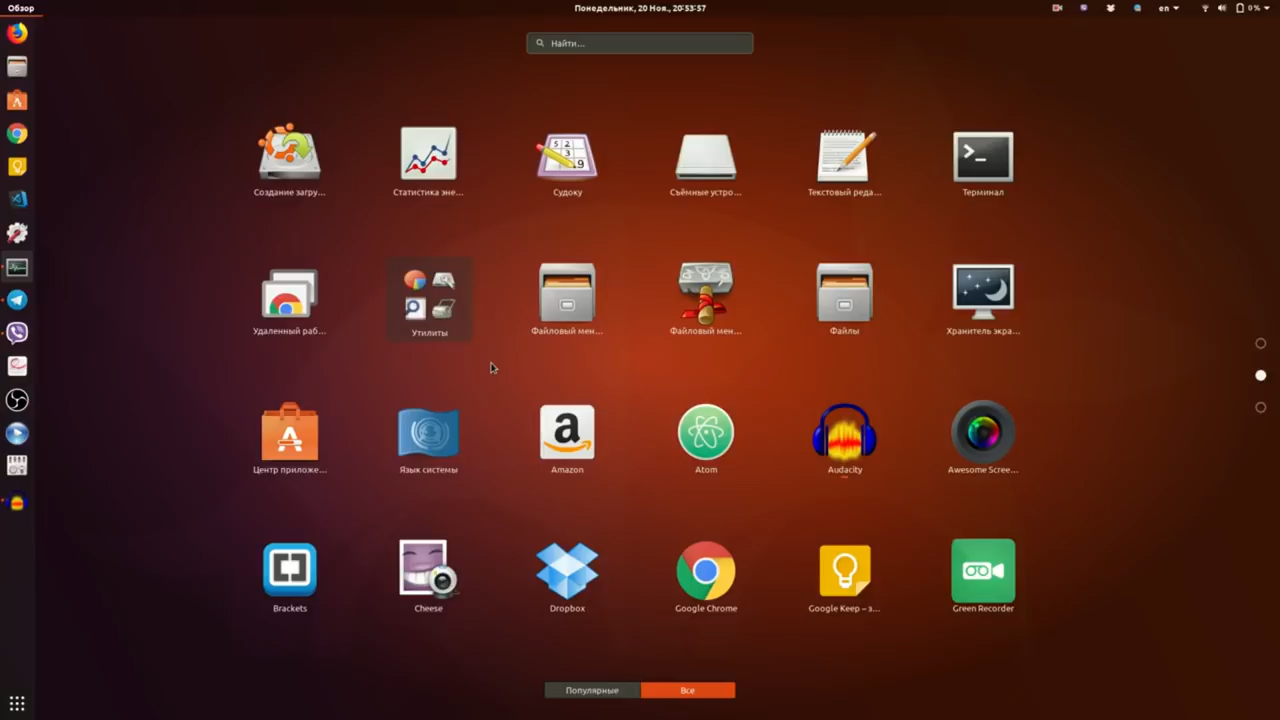 Обзор
Понедельник, 20 Ноя., 20:53:57
en
0 %
Найти...
Создание загру...
Статистика эне...
Судоку
Съёмные устро...
Текстовый реда...
Терминал
Удаленный раб...
Утилиты
Файловый мен...
Файловый мен...
Файлы
Хранитель экра...
Центр приложе...
Язык системы
Amazon
Atom
Audacity
Awesome Scree...
Brackets
Cheese
Dropbox
Google Chrome
Google Keep – з...
Green Recorder
Популярные
Все